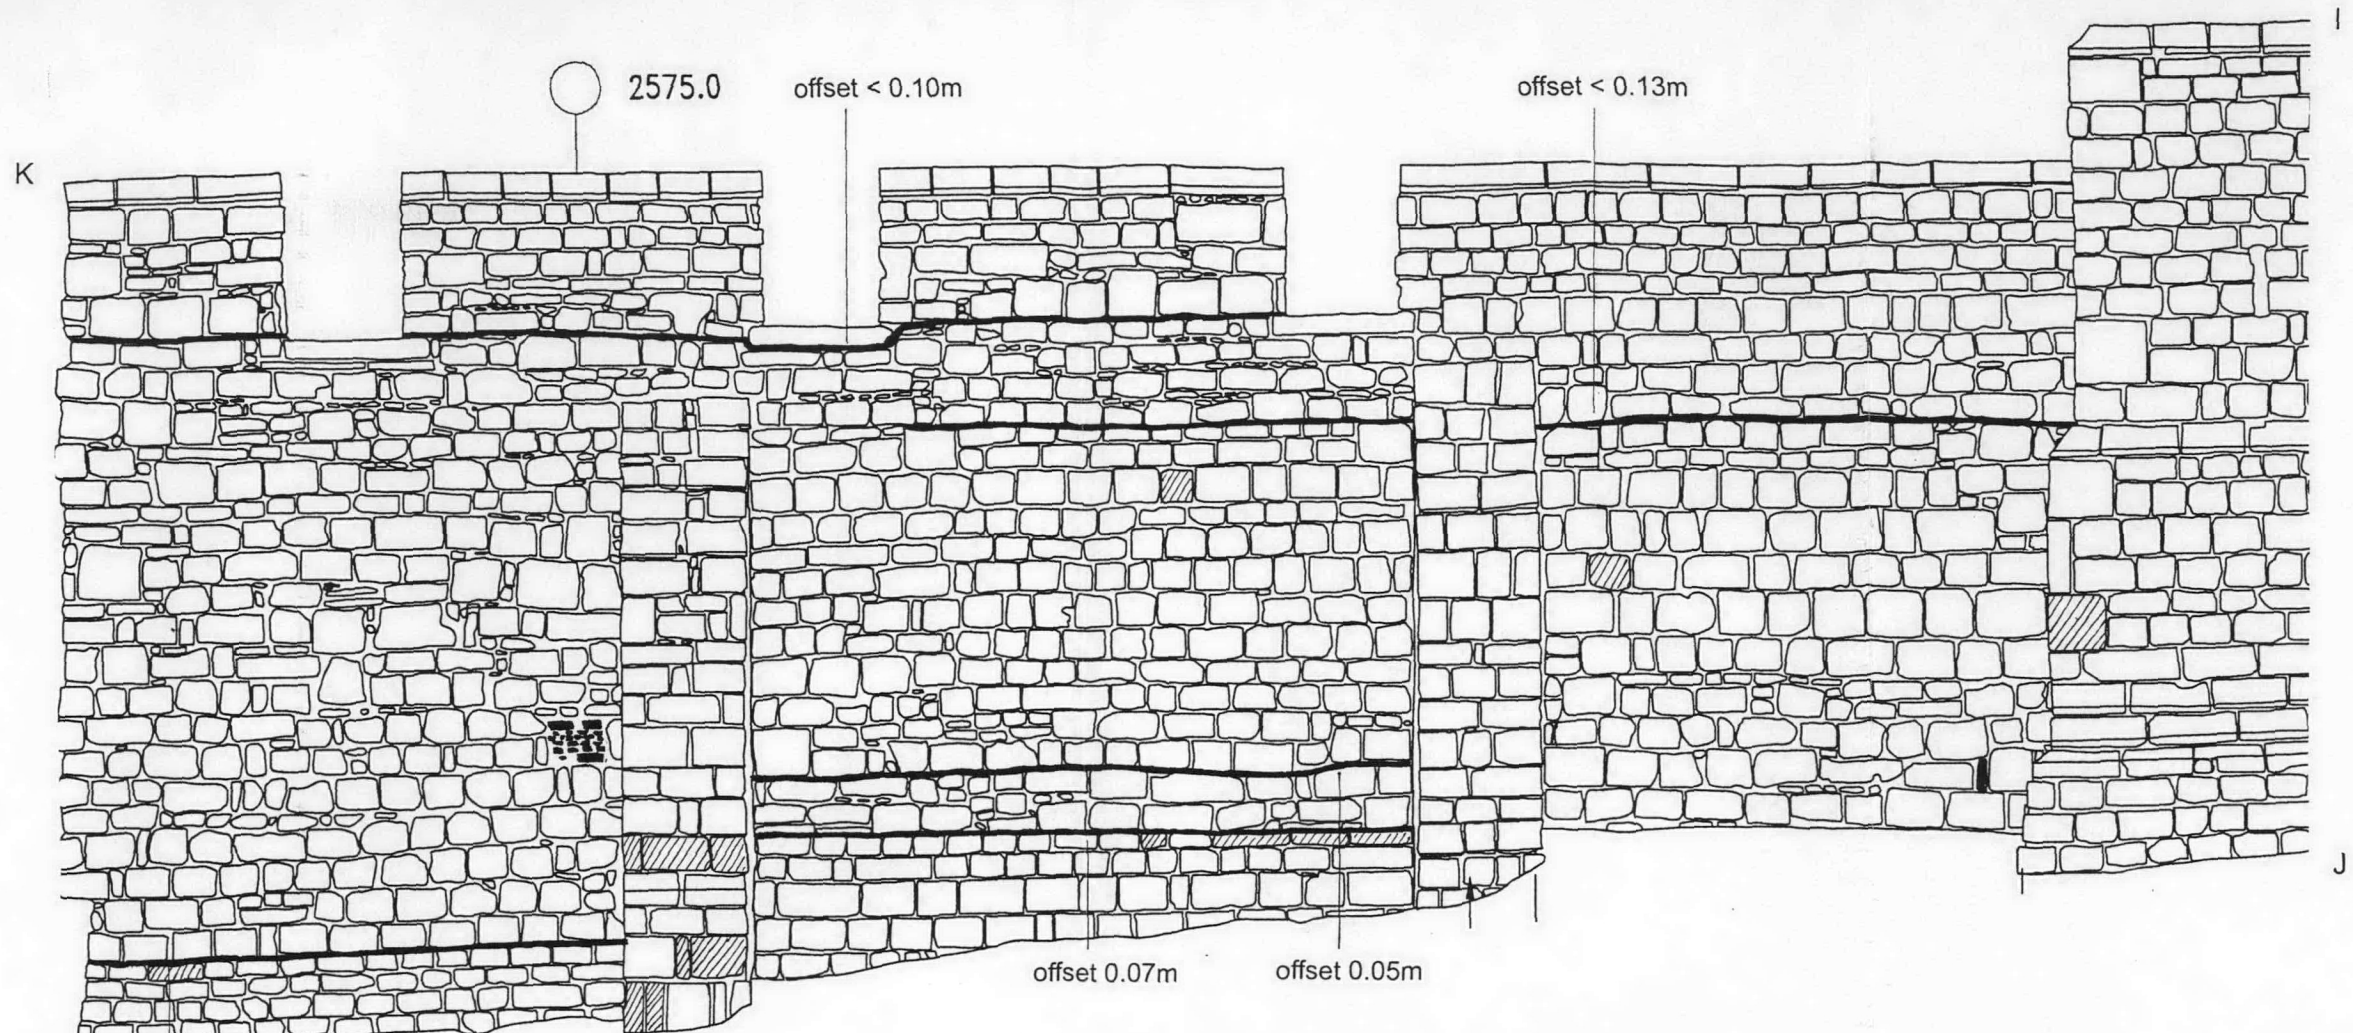 I
2575.0
offset < 0.10m
offset < 0.13m
K
J
offset 0.07m
offset 0.05m